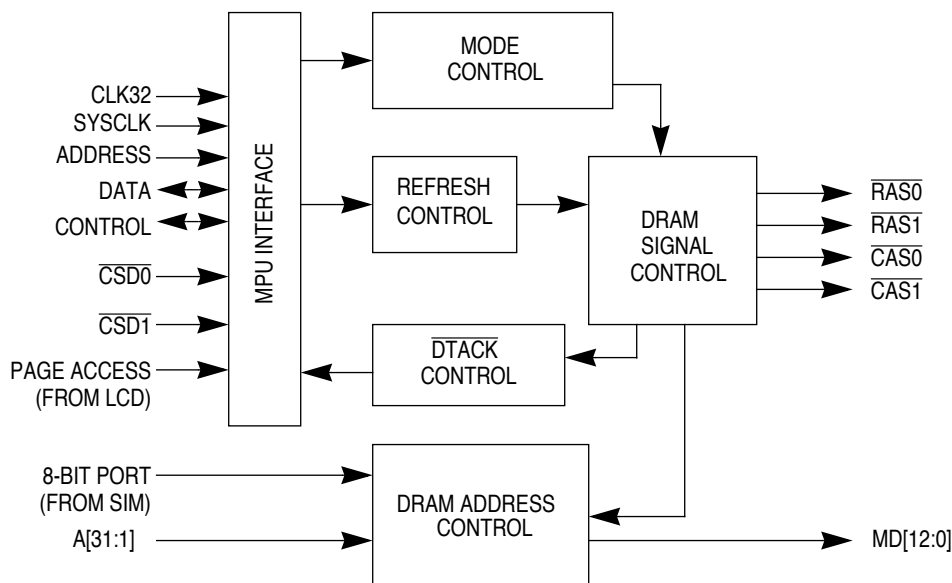 MODE
CONTROL
CLK32
SYSCLK
ADDRESS
DATA
CONTROL
CSD0
CSD1
PAGE ACCESS
(FROM LCD)
MPU INTERFACE
REFRESH
CONTROL
DRAM
SIGNAL
CONTROL
RAS0
RAS1
CAS0
CAS1
DTACK
CONTROL
8-BIT PORT
(FROM SIM)
A[31:1]
DRAM ADDRESS
CONTROL
MD[12:0]